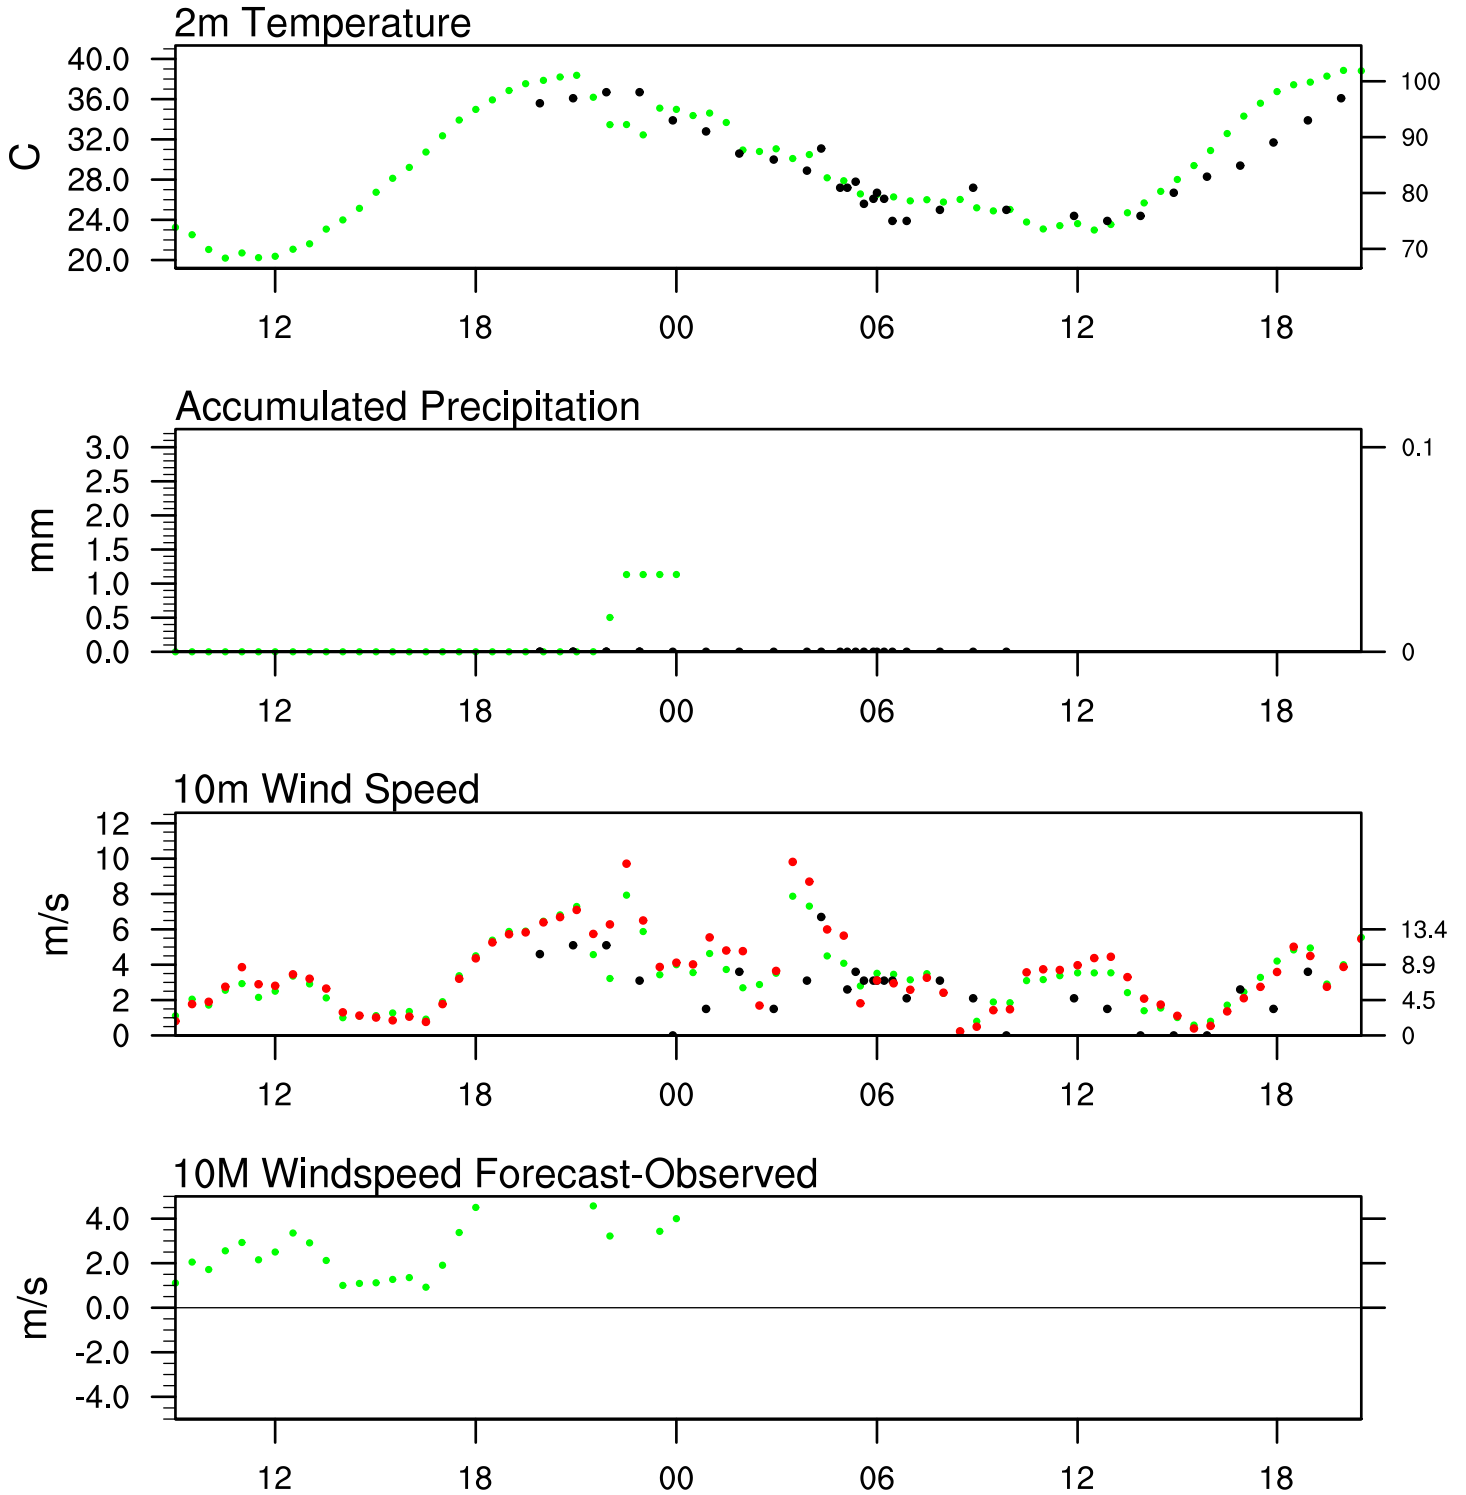 2m Temperature
40.0
36.0
32.0
28.0
24.0
20.0
C
100
90
80
70
12 18 00 06 12 18
Accumulated Precipitation
3.0
2.5
2.0
1.5
1.0
0.5
0.0
mm
0.1
0
12 18 00 06 12 18
10m Wind Speed
12
10
8
6
4
2
0
m/s
13.4
8.9
4.5
0
12 18 00 06 12 18
10M Windspeed Forecast-Observed
4.0
2.0
0.0
-2.0
-4.0
m/s
12 18 00 06 12 18